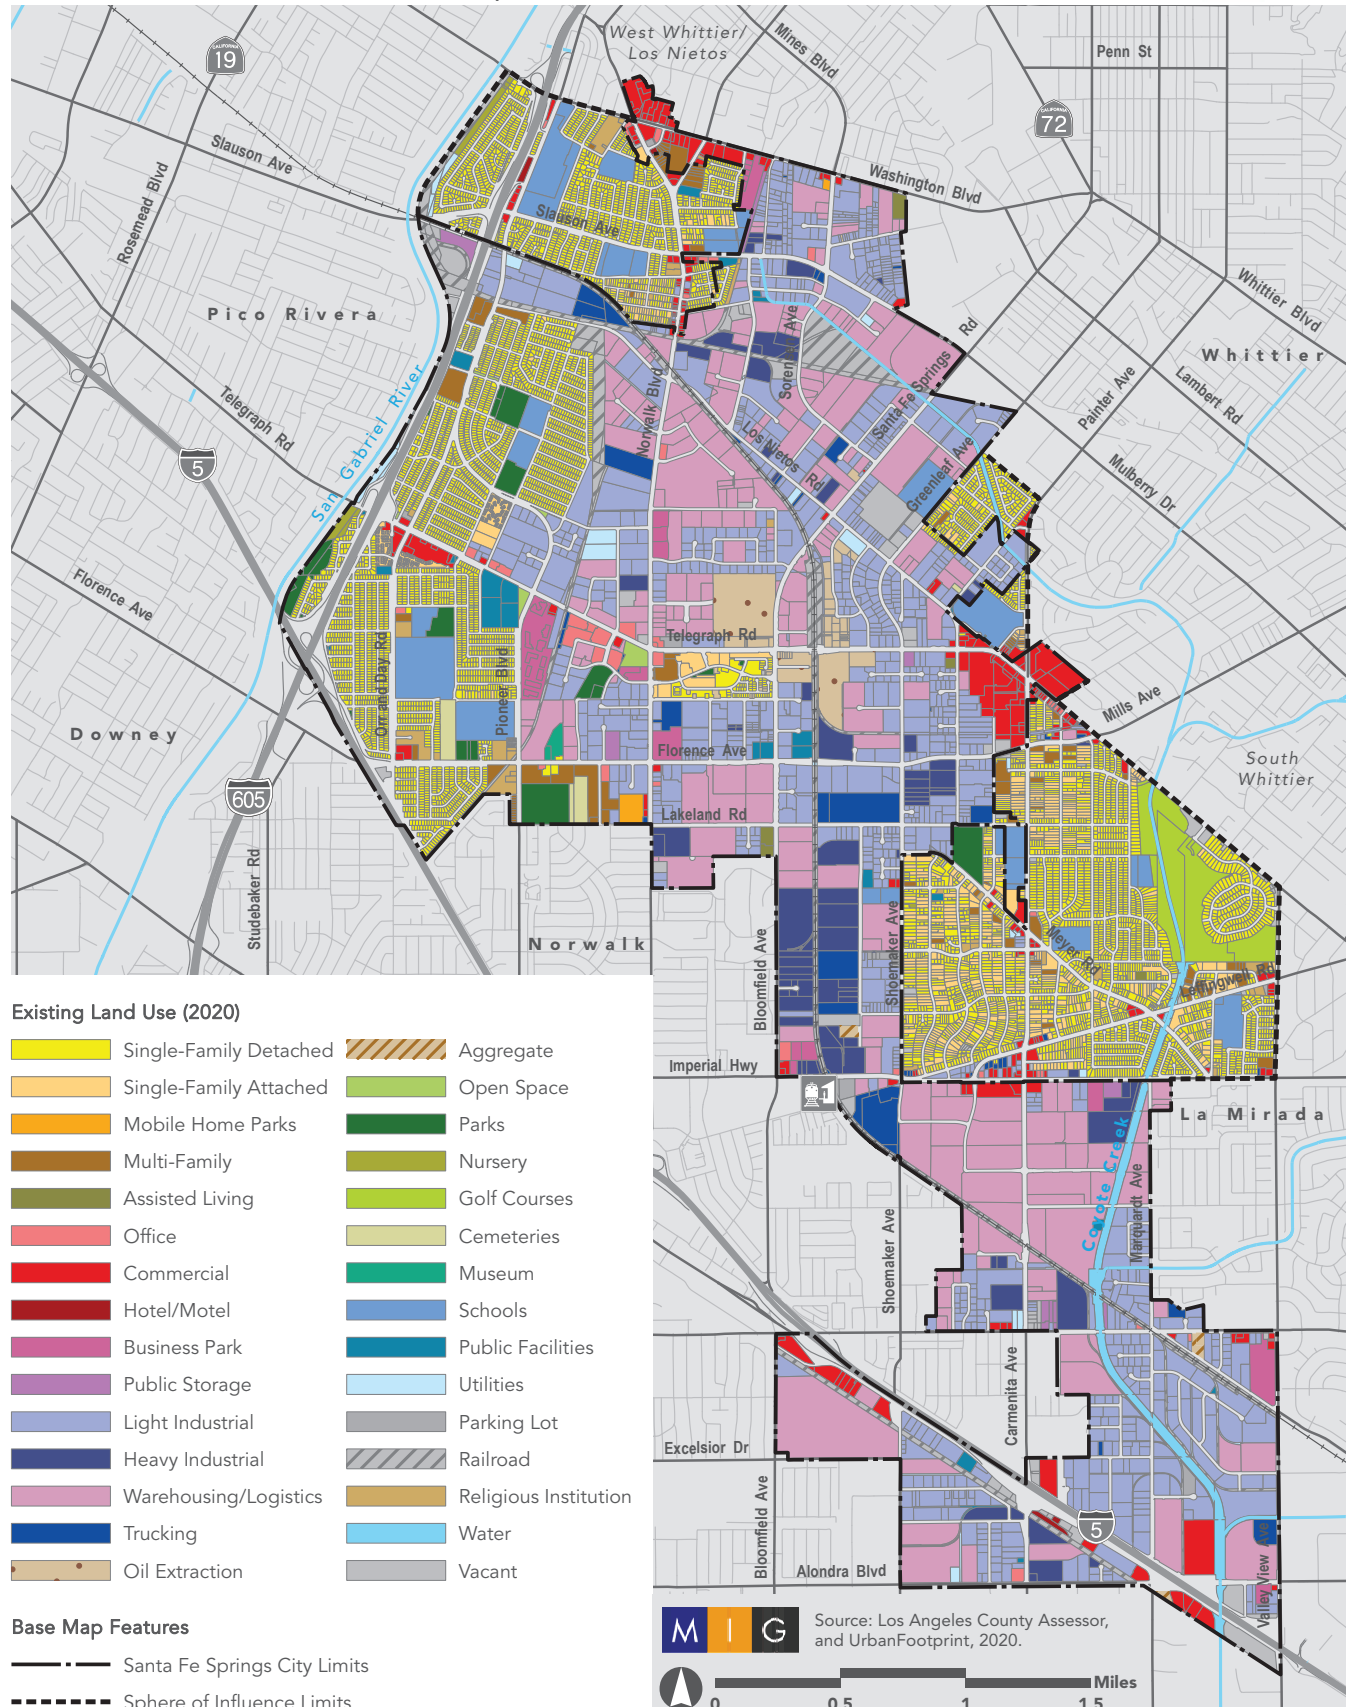 West Whittier/
Los Nietos
Mines Blvd
Penn St
CALIFORNIA
19
CALIFORNIA
72
Slauson Ave
Rosemead Blvd
Washington Blvd
Slauson Ave
Whittier Blvd
Pico Rivera
Whittier
Sorensen Ave
Santa Fe Springs Rd
Painter Ave
Lambert Rd
Telegraph Rd
San Gabriel River
Norwalk Blvd
Los Nietos Rd
Greenleaf Ave
Mulberry Dr
5
Florence Ave
Telegraph Rd
Orr and Day Rd
Pioneer Blvd
Mills Ave
Downey
Florence Ave
South
Whittier
605
Lakeland Rd
Studebaker Rd
Norwalk
Bloomfield Ave
Shoemaker Ave
Meyer Rd
Leffingwell Rd
Imperial Hwy
La Mirada
Coyote Creek
Marquardt Ave
Shoemaker Ave
Carmenita Ave
Excelsior Dr
Bloomfield Ave
5
Valley View Ave
Alondra Blvd
Existing Land Use (2020)
Single-Family Detached
Single-Family Attached
Mobile Home Parks
Multi-Family
Assisted Living
Office
Commercial
Hotel/Motel
Business Park
Public Storage
Light Industrial
Heavy Industrial
Warehousing/Logistics
Trucking
Oil Extraction
Aggregate
Open Space
Parks
Nursery
Golf Courses
Cemeteries
Museum
Schools
Public Facilities
Utilities
Parking Lot
Railroad
Religious Institution
Water
Vacant
Base Map Features
Santa Fe Springs City Limits
Sphere of Influence Limits
M I G
Source: Los Angeles County Assessor,
and UrbanFootprint, 2020.
Miles
0 0.5 1 1.5